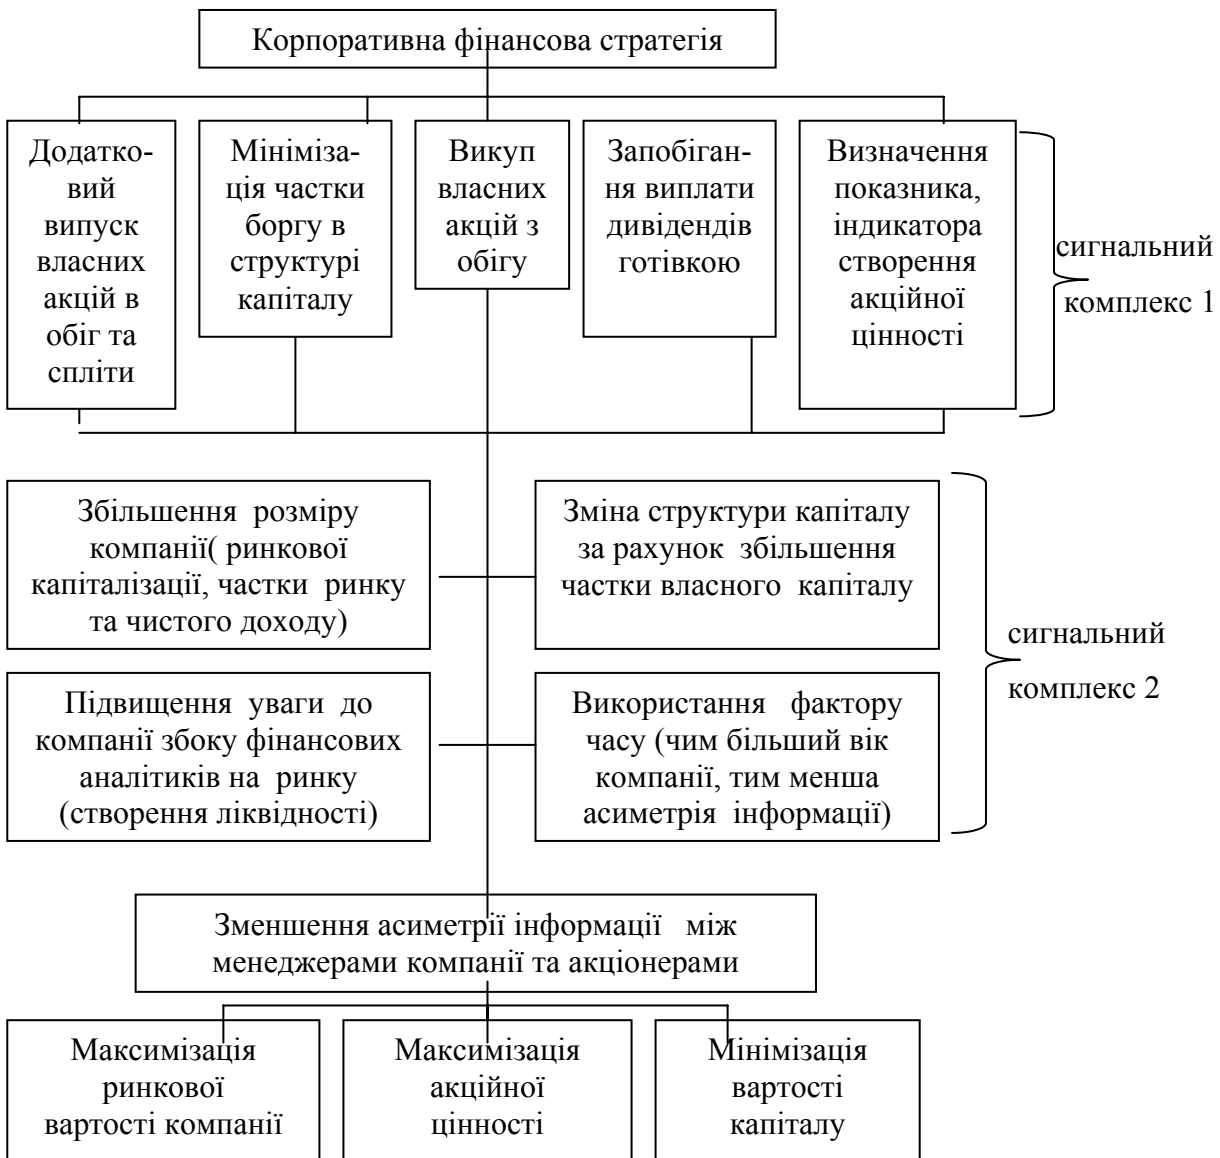 Корпоративна фінансова стратегія
Додатко-
вий
випуск
власних
акцій в
обіг та
спліти
Мініміза-
ція частки
боргу в
структурі
капіталу
Викуп
власних
акцій з
обігу
Запобіган-
ня виплати
дивідендів
готівкою
Визначення
показника,
індикатора
створення
акційної
цінності
сигнальний
комплекс 1
Збільшення розміру
компанії( ринкової
капіталізації, частки ринку
та чистого доходу)
Зміна структури капіталу
за рахунок збільшення
частки власного капіталу
Підвищення уваги до
компанії збоку фінансових
аналітиків на ринку
(створення ліквідності)
Використання фактору
часу (чим більший вік
компанії, тим менша
асиметрія інформації)
сигнальний
комплекс 2
Зменшення асиметрії інформації між
менеджерами компанії та акціонерами
Максимізація
ринкової
вартості компанії
Максимізація
акційної
цінності
Мінімізація
вартості
капіталу